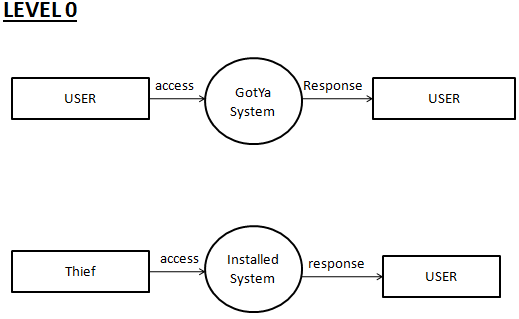 LEVEL 0
USER
access
GotYa
System
Response
USER
Thief
access
Installed
System
response
USER